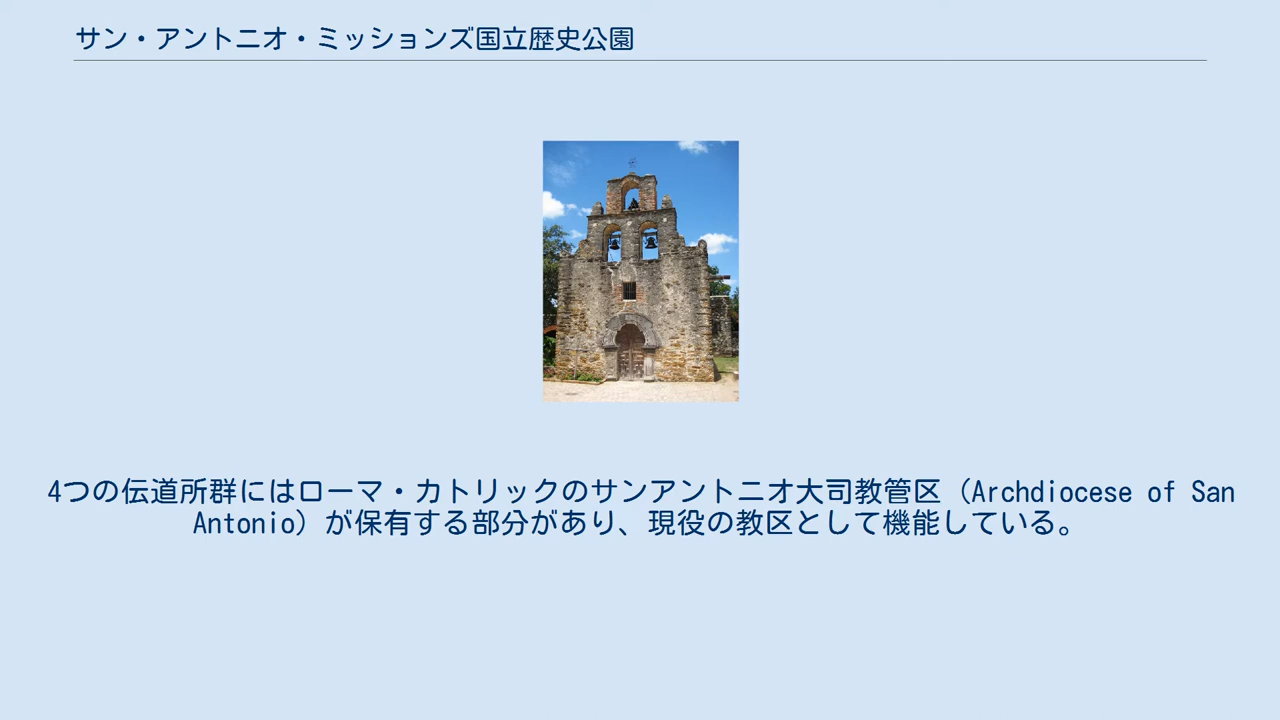 サン・アントニオ・ミッションズ国立歴史公園
4つの伝道所群にはローマ・カトリックのサンアントニオ大司教管区（Archdiocese of San
Antonio）が保有する部分があり、現役の教区として機能している。